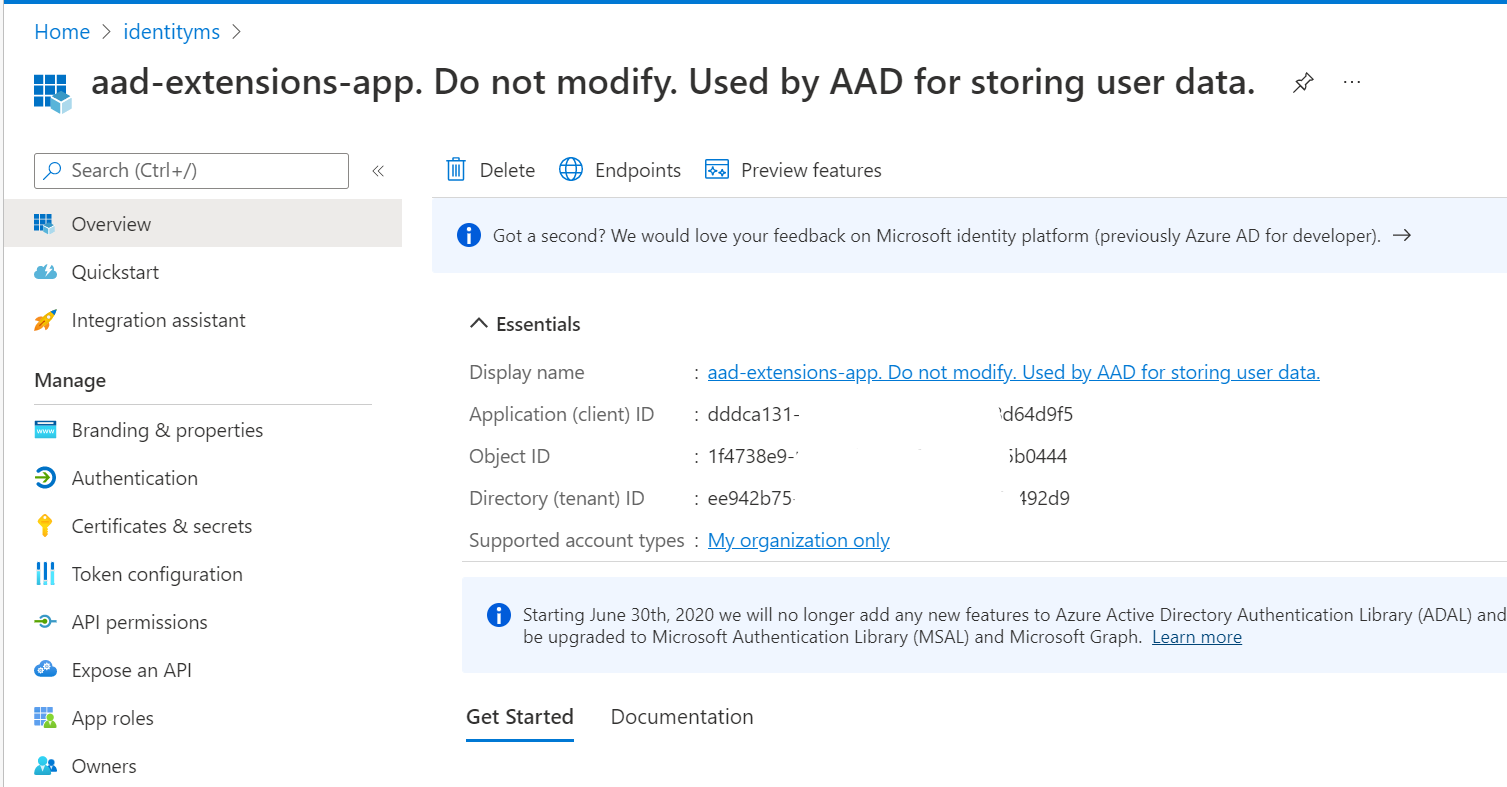 Home > identityms >
aad-extensions-app. Do not modify. Used by AAD for storing user data. ...
Search (Ctrl+/) «
Delete Endpoints Preview features
Overview
Quickstart
Integration assistant
Manage
Branding & properties
Authentication
Certificates & secrets
Token configuration
API permissions
Expose an API
App roles
Owners
Got a second? We would love your feedback on Microsoft identity platform (previously Azure AD for developer). →
Essentials
Display name : aad-extensions-app. Do not modify. Used by AAD for storing user data.
Application (client) ID : dddca131- d64d9f5
Object ID : 1f4738e9- b0444
Directory (tenant) ID : ee942b75- 492d9
Supported account types : My organization only
Starting June 30th, 2020 we will no longer add any new features to Azure Active Directory Authentication Library (ADAL) and
be upgraded to Microsoft Authentication Library (MSAL) and Microsoft Graph. Learn more
Get Started Documentation